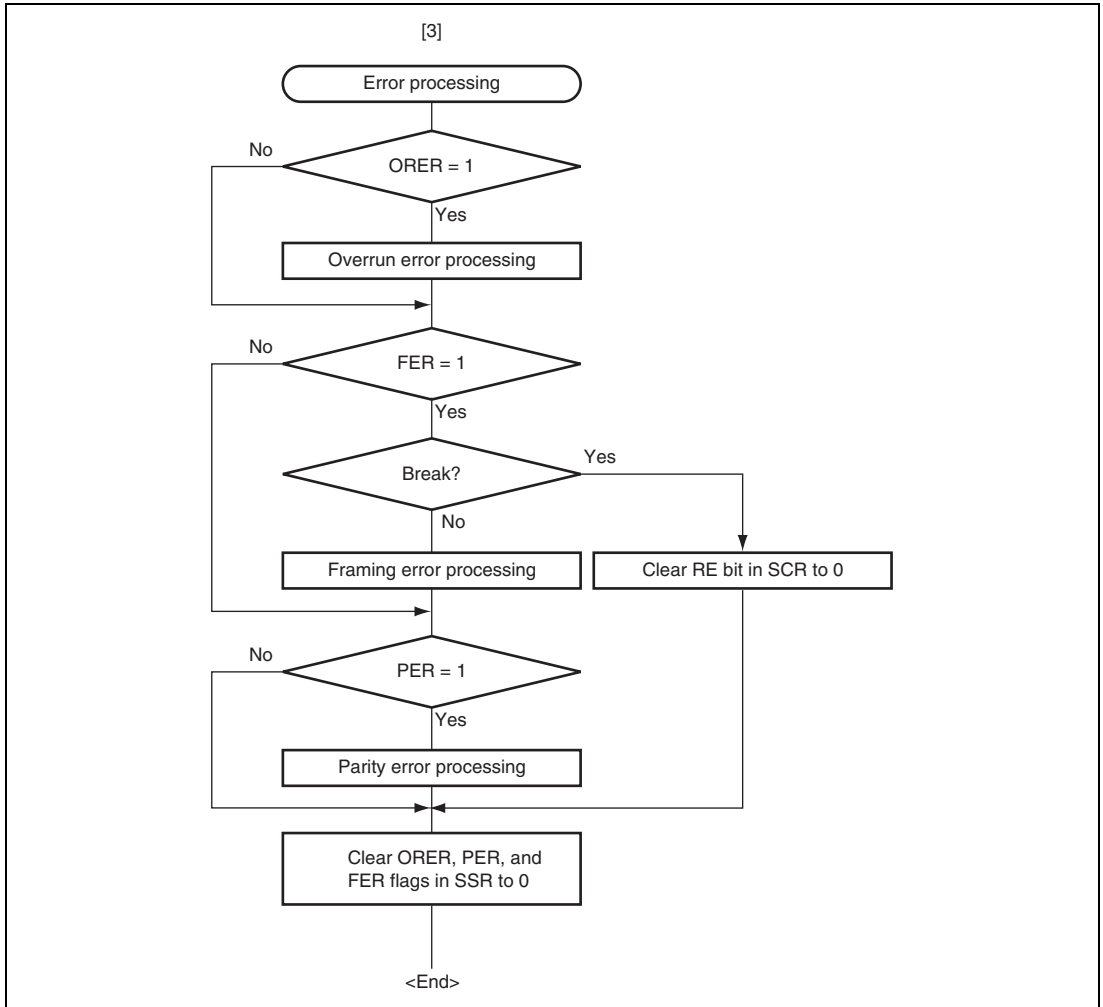 [3]
Error processing
No
ORER = 1
Yes
Overrun error processing
No
FER = 1
Yes
Break?
Yes
No
Framing error processing
Clear RE bit in SCR to 0
No
PER = 1
Yes
Parity error processing
Clear ORER, PER, and
FER flags in SSR to 0
<End>